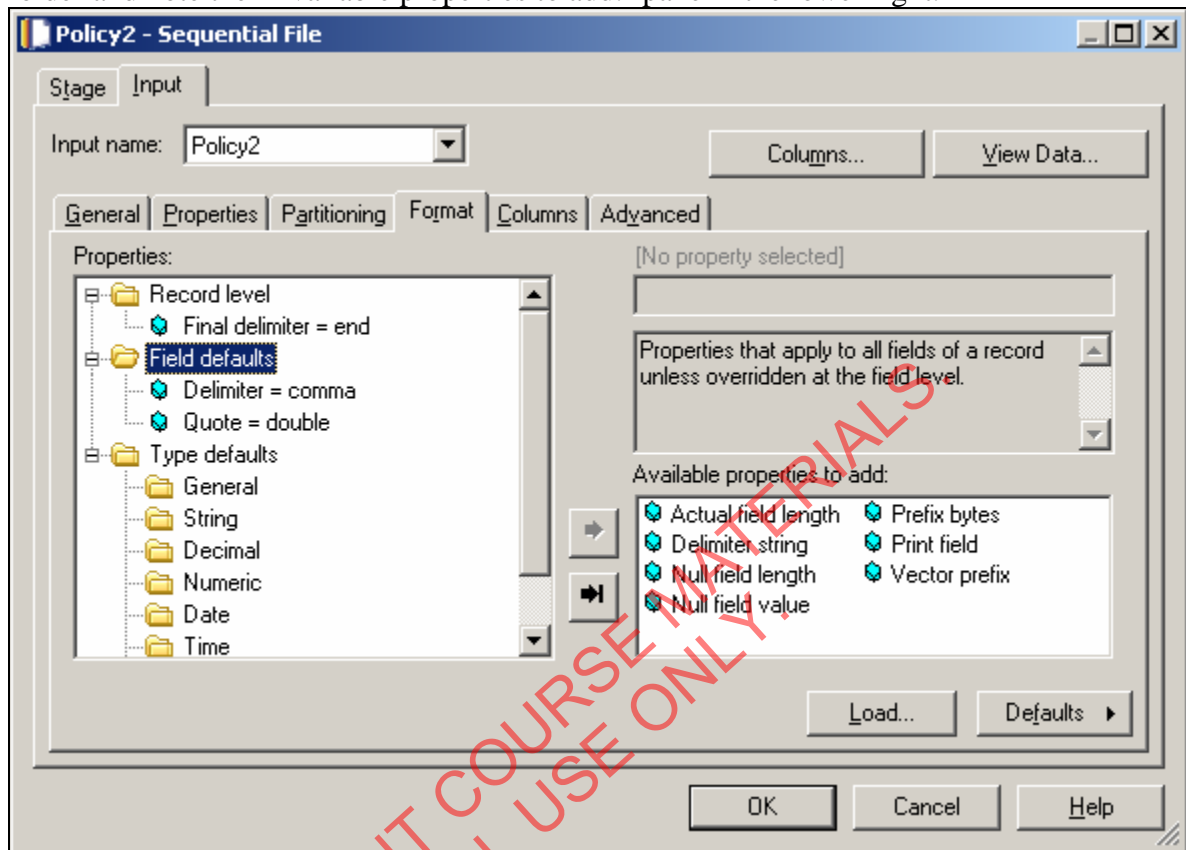 Policy2 - Sequential File
Stage Input
Input name: Policy2
Columns... View Data...
General Properties Partitioning Format Columns Advanced
Properties:
Record level
Final delimiter = end
Field defaults
Delimiter = comma
Quote = double
Type defaults
General
String
Decimal
Numeric
Date
Time
[No property selected]
Properties that apply to all fields of a record
unless overridden at the field level.
Available properties to add:
Actual field length Prefix bytes
Delimiter string Print field
Null field length Vector prefix
Null field value
Load... Defaults
OK Cancel Help
COURSE MATERIALS.
USE ONLY.